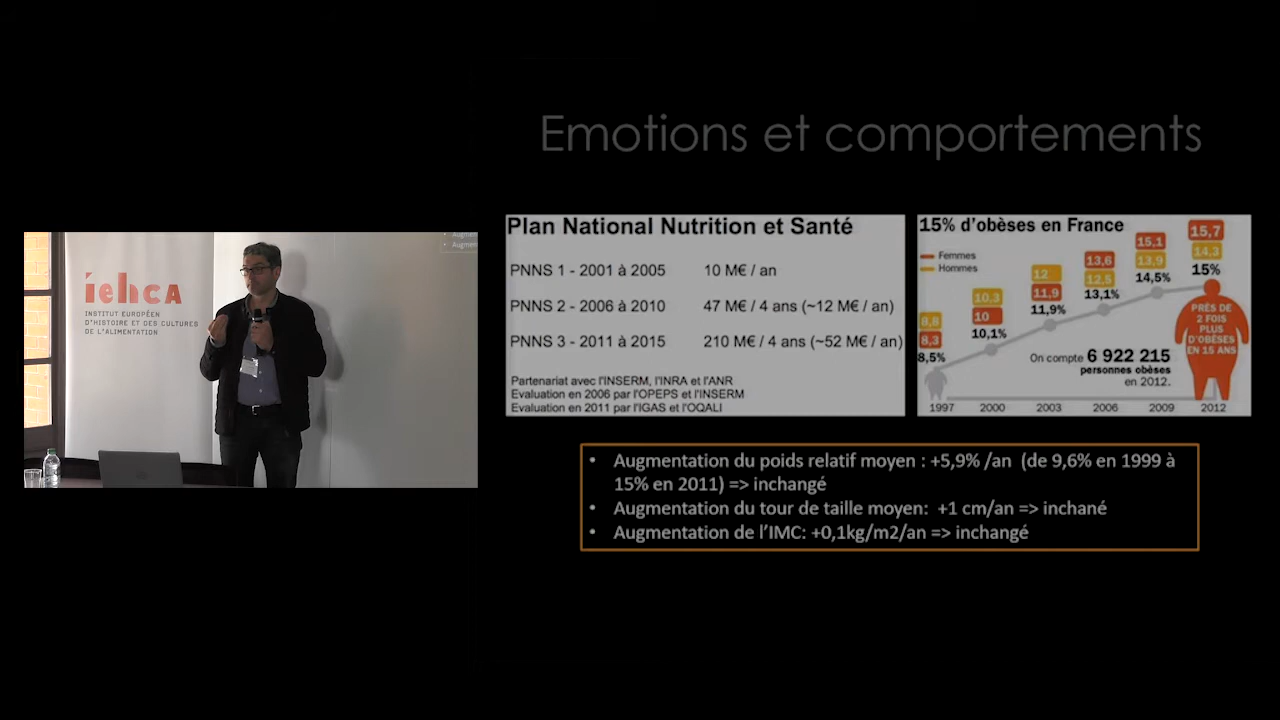 Emotions et comportements
iehca
INSTITUT EUROPÉEN
D'HISTOIRE ET DES CULTURES
DE L'ALIMENTATION
Plan National Nutrition et Santé
PNNS 1 - 2001 à 2005 10 M€ / an
PNNS 2 - 2006 à 2010 47 M€ / 4 ans (~12 M€ / an)
PNNS 3 - 2011 à 2015 210 M€ / 4 ans (~52 M€ / an)
Partenariat avec l'INSERM, l'INRA et l'ANR
Evaluation en 2006 par l'OPEPS et l'INSERM
Evaluation en 2011 par l'IGAS et l'OQALI
15% d'obèses en France
Femmes
Hommes
8,8
8,3
8,5%
10,3
10
10,1%
12
11,9
11,9%
13,6
12,5
13,1%
15,1
13,9
14,5%
15,7
14,3
15%
PRÈS DE
2 FOIS
PLUS
D'OBÈSES
EN 15 ANS
On compte 6 922 215
personnes obèses
en 2012.
1997 2000 2003 2006 2009 2012
• Augmentation du poids relatif moyen : +5,9% /an (de 9,6% en 1999 à
15% en 2011) => inchangé
• Augmentation du tour de taille moyen: +1 cm/an => inchané
• Augmentation de l'IMC: +0,1kg/m2/an => inchangé